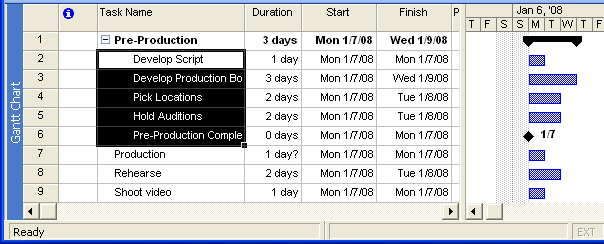 Jan 6, '08
Task Name Duration Start Finish P T F S S M T W T F
1 Pre-Production 3 days Mon 1/7/08 Wed 1/9/08
2 Develop Script 1 day Mon 1/7/08 Mon 1/7/08
3 Develop Production Bo 3 days Mon 1/7/08 Wed 1/9/08
4 Pick Locations 2 days Mon 1/7/08 Tue 1/8/08
5 Hold Auditions 2 days Mon 1/7/08 Tue 1/8/08
6 Pre-Production Comple 0 days Mon 1/7/08 Mon 1/7/08 1/7
7 Production 1 day? Mon 1/7/08 Mon 1/7/08
8 Rehearse 2 days Mon 1/7/08 Tue 1/8/08
9 Shoot video 1 day Mon 1/7/08 Mon 1/7/08
Gantt Chart
Ready EXT